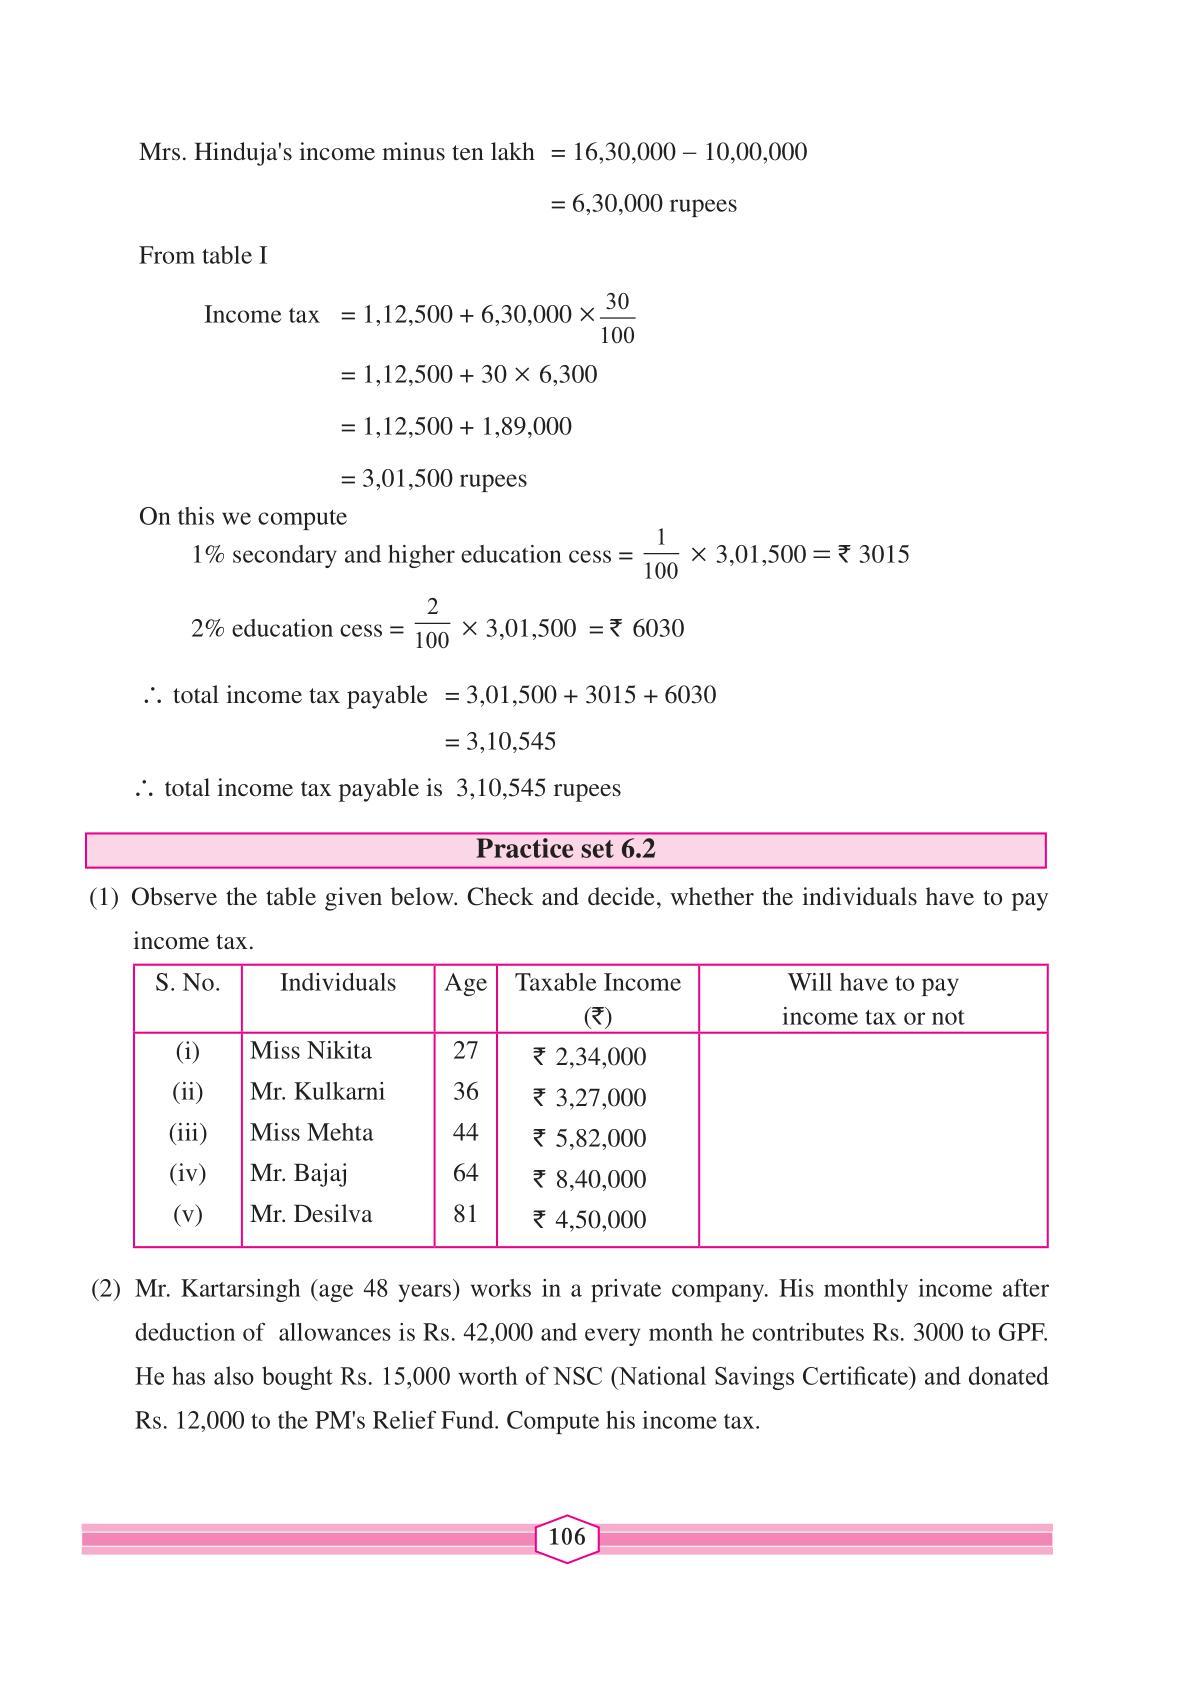 Mrs. Hinduja's income minus ten lakh = 16,30,000 – 10,00,000
= 6,30,000 rupees
From table I
Income tax = 1,12,500 + 6,30,000 × 30/100
= 1,12,500 + 30 × 6,300
= 1,12,500 + 1,89,000
= 3,01,500 rupees
On this we compute
1% secondary and higher education cess = 1/100 × 3,01,500 = ₹ 3015
2% education cess = 2/100 × 3,01,500 = ₹ 6030
∴ total income tax payable = 3,01,500 + 3015 + 6030
= 3,10,545
∴ total income tax payable is 3,10,545 rupees
Practice set 6.2
(1) Observe the table given below. Check and decide, whether the individuals have to pay
income tax.
S. No. Individuals Age Taxable Income Will have to pay
(₹) income tax or not
(i) Miss Nikita 27 ₹ 2,34,000
(ii) Mr. Kulkarni 36 ₹ 3,27,000
(iii) Miss Mehta 44 ₹ 5,82,000
(iv) Mr. Bajaj 64 ₹ 8,40,000
(v) Mr. Desilva 81 ₹ 4,50,000
(2) Mr. Kartarsingh (age 48 years) works in a private company. His monthly income after
deduction of allowances is Rs. 42,000 and every month he contributes Rs. 3000 to GPF.
He has also bought Rs. 15,000 worth of NSC (National Savings Certificate) and donated
Rs. 12,000 to the PM's Relief Fund. Compute his income tax.
106